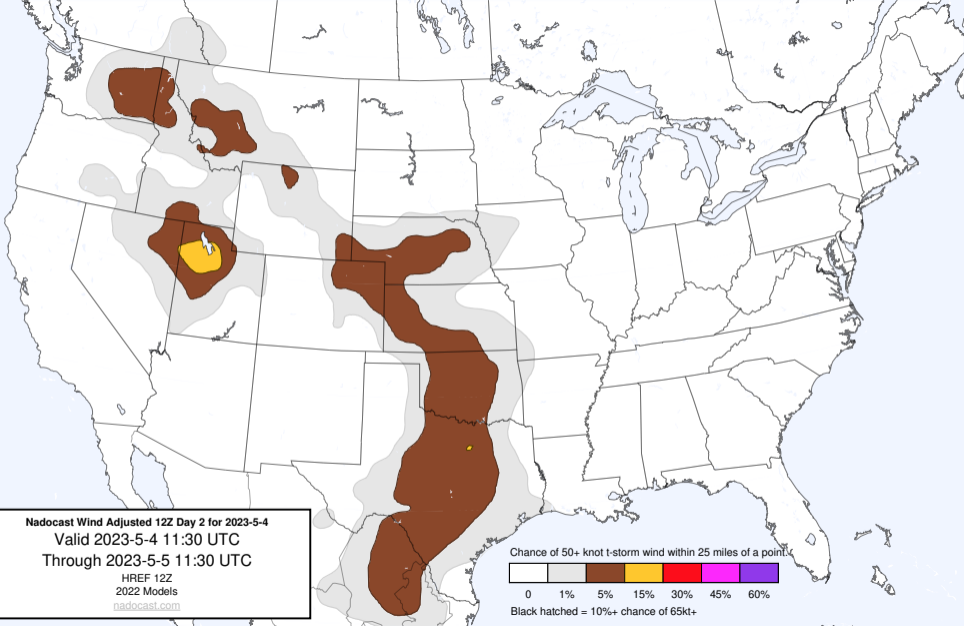 Nadocast Wind Adjusted 12Z Day 2 for 2023-5-4
Valid 2023-5-4 11:30 UTC
Through 2023-5-5 11:30 UTC
HREF 12Z
2022 Models
nadocast.com
Chance of 50+ knot t-storm wind within 25 miles of a point.
0 1% 5% 15% 30% 45% 60%
Black hatched = 10%+ chance of 65kt+